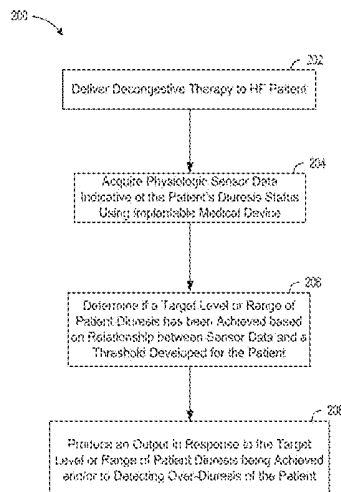 200
202
Deliver Decongestive Therapy to HF Patient
204
Acquire Physiologic Sensor Data
Indicative of the Patient's Diuresis Status
Using Implantable Medical Device
206
Determine if a Target Level or Range of
Patient Diuresis has been Achieved based
on Relationship between Sensor Data and a
Threshold Developed for the Patient
208
Produce an Output in Response to the Target
Level or Range of Patient Diuresis being Achieved
and/or to Detecting Over-Diuresis of the Patient